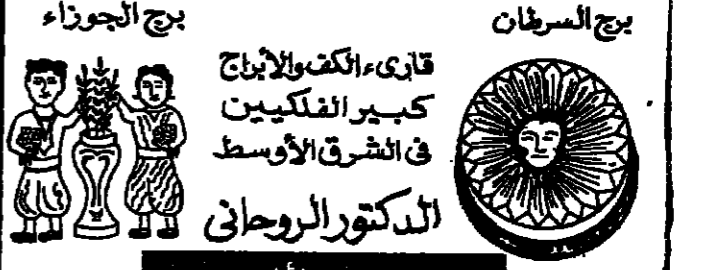 برج السرطان
برج الجوزاء
قارىء الكف والأبراج
كبير الفلكيين
فى الشرق الأوسط
الدكتور الروحانى